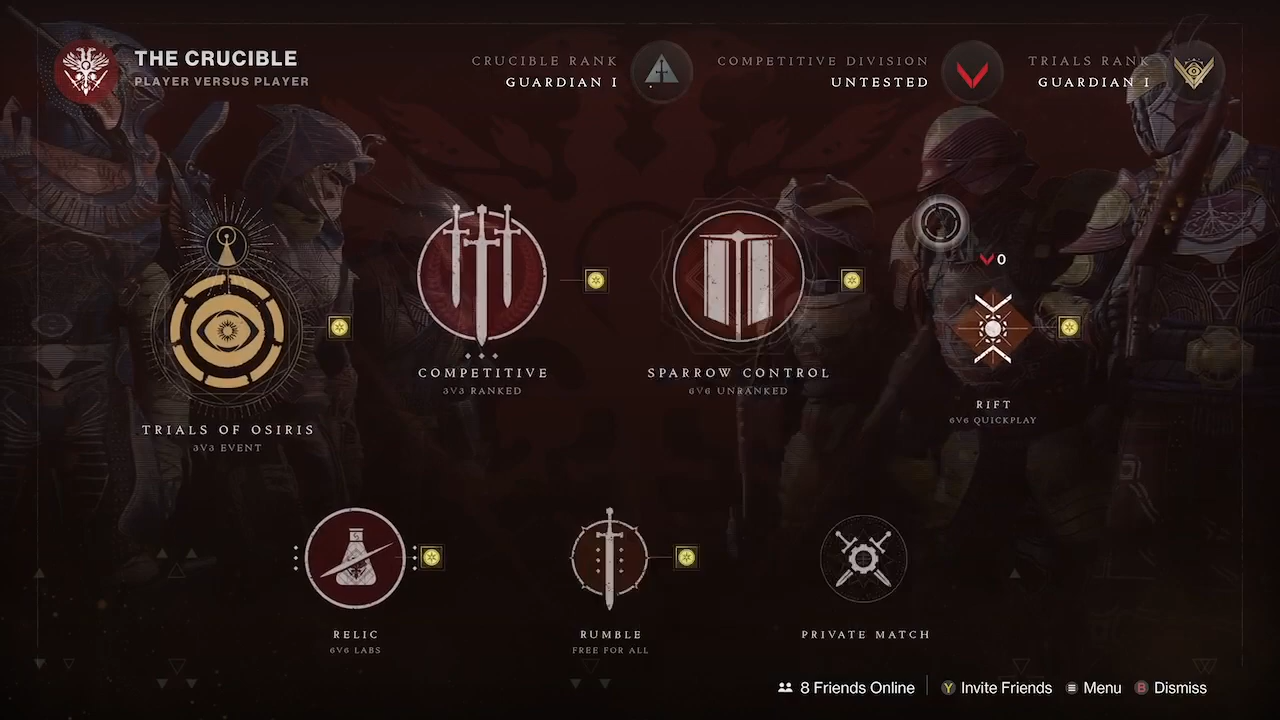 THE CRUCIBLE
PLAYER VERSUS PLAYER
CRUCIBLE RANK
GUARDIAN I
COMPETITIVE DIVISION
UNTESTED
TRIALS RANK
GUARDIAN I
TRIALS OF OSIRIS
3V3 EVENT
COMPETITIVE
3V3 RANKED
SPARROW CONTROL
6V6 UNRANKED
0
RIFT
6V6 QUICKPLAY
RELIC
6V6 LABS
RUMBLE
FREE FOR ALL
PRIVATE MATCH
8 Friends Online
Y Invite Friends
Menu
B Dismiss